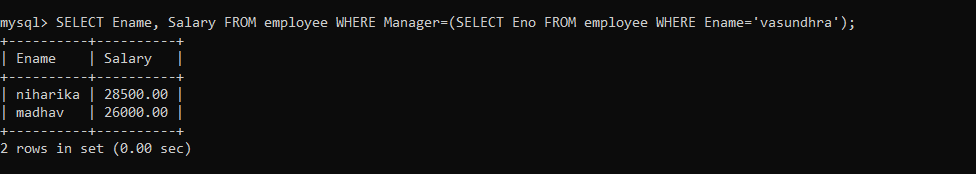 mysql> SELECT Ename, Salary FROM employee WHERE Manager=(SELECT Eno FROM employee WHERE Ename='vasundhra');
+----------+----------+
| Ename    | Salary   |
+----------+----------+
| niharika | 28500.00 |
| madhav   | 26000.00 |
+----------+----------+
2 rows in set (0.00 sec)